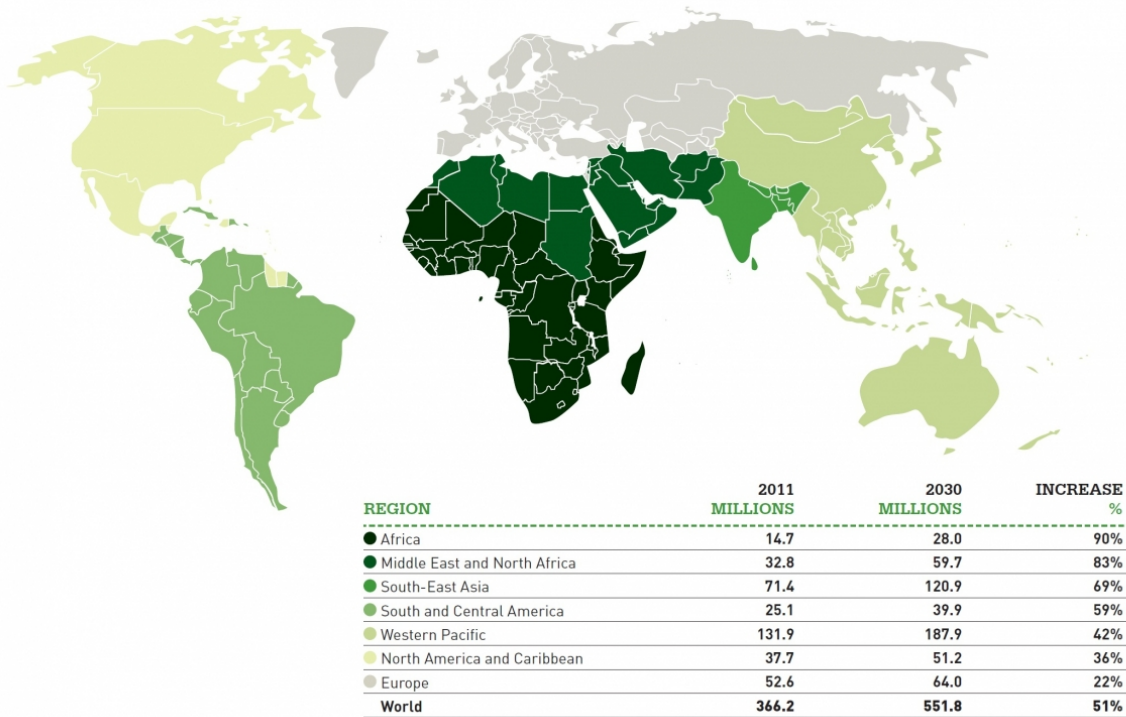 2011 2030 INCREASE
REGION MILLIONS MILLIONS %
Africa 14.7 28.0 90%
Middle East and North Africa 32.8 59.7 83%
South-East Asia 71.4 120.9 69%
South and Central America 25.1 39.9 59%
Western Pacific 131.9 187.9 42%
North America and Caribbean 37.7 51.2 36%
Europe 52.6 64.0 22%
World 366.2 551.8 51%